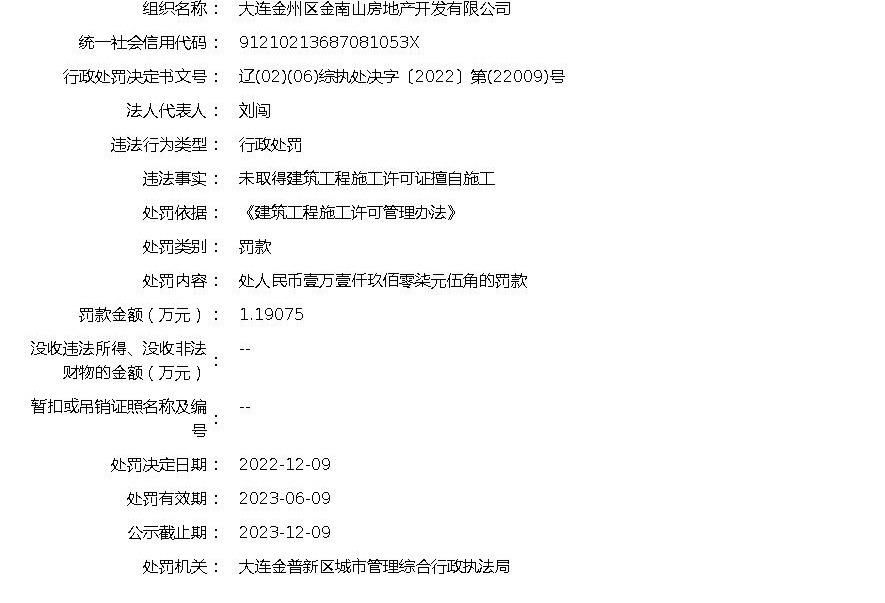 组织名称： 大连金州区金南山房地产开发有限公司
统一社会信用代码： 91210213687081053X
行政处罚决定书文号： 辽(02)(06)综执处决字〔2022〕第(22009)号
法人代表人： 刘闯
违法行为类型： 行政处罚
违法事实： 未取得建筑工程施工许可证擅自施工
处罚依据： 《建筑工程施工许可管理办法》
处罚类别： 罚款
处罚内容： 处人民币壹万壹仟玖佰零柒元伍角的罚款
罚款金额(万元)： 1.19075
没收违法所得、没收非法
财物的金额(万元)： --
暂扣或吊销证照名称及编
号： --
处罚决定日期： 2022-12-09
处罚有效期： 2023-06-09
公示截止期： 2023-12-09
处罚机关： 大连金普新区城市管理综合行政执法局